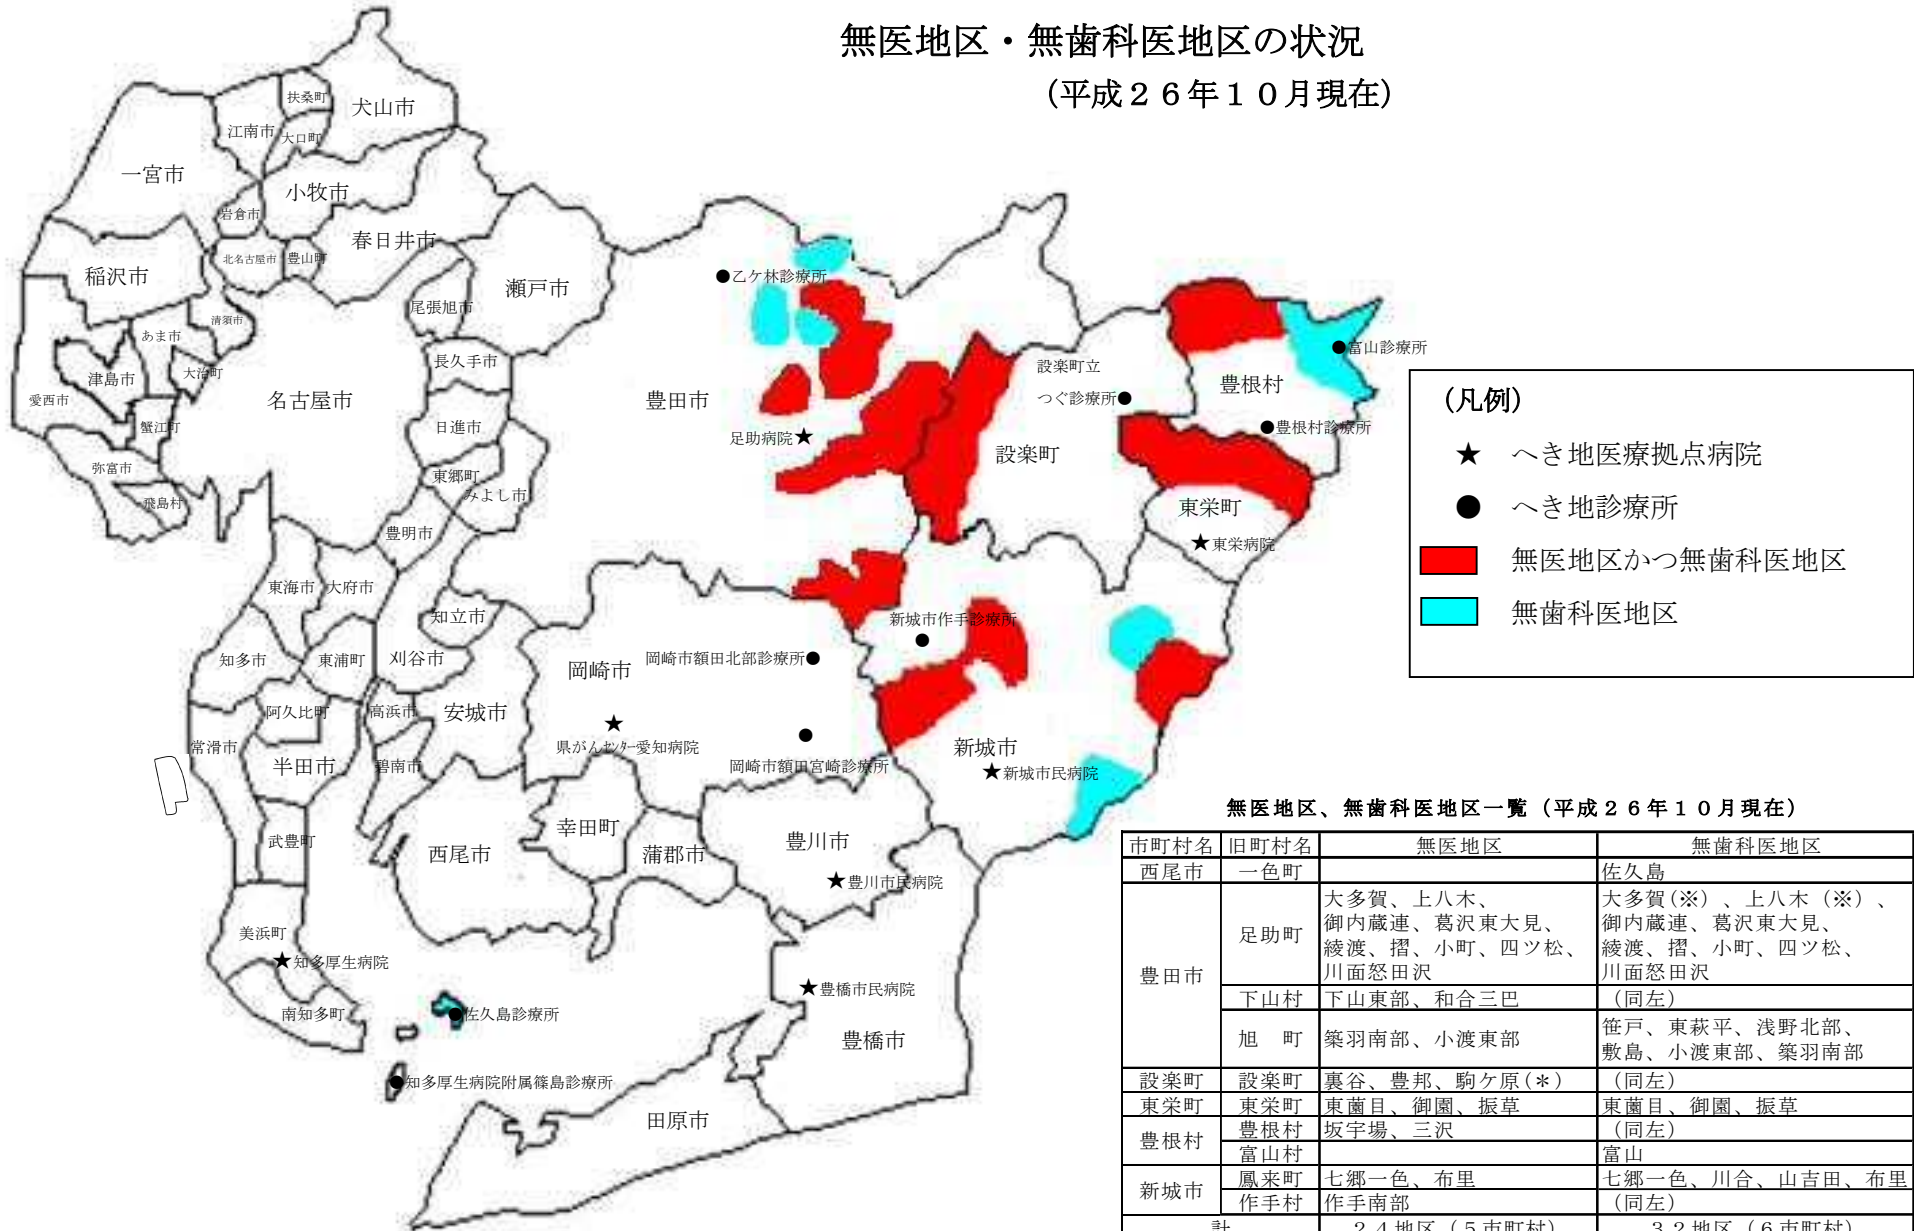 無医地区・無歯科医地区の状況
（平成２６年１０月現在）
扶桑町
犬山市
江南市
大口町
一宮市
小牧市
岩倉市
春日井市
北名古屋市
豊山町
稲沢市
瀬戸市
乙ケ林診療所
尾張旭市
清須市
あま市
長久手市
富山診療所
設楽町立
つぐ診療所
大治町
津島市
豊根村
愛西市
名古屋市
豊田市
蟹江町
日進市
足助病院
豊根村診療所
設楽町
弥富市
東郷町
みよし市
飛島村
東栄町
豊明市
東栄病院
東海市
大府市
知立市
新城市作手診療所
知多市
東浦町
刈谷市
岡崎市
岡崎市額田北部診療所
阿久比町
高浜市
安城市
常滑市
県がんｾﾝﾀｰ愛知病院
新城市
半田市
碧南市
岡崎市額田宮崎診療所
新城市民病院
武豊町
西尾市
幸田町
蒲郡市
豊川市
豊川市民病院
美浜町
知多厚生病院
豊橋市民病院
南知多町
佐久島診療所
豊橋市
知多厚生病院附属篠島診療所
田原市
（凡例）
★ へき地医療拠点病院
● へき地診療所
無医地区かつ無歯科医地区
無歯科医地区
無医地区、無歯科医地区一覧（平成２６年１０月現在）
市町村名 旧町村名 無医地区 無歯科医地区
西尾市 一色町 佐久島
豊田市 足助町 大多賀、上八木、 大多賀(※)、上八木（※）、
御内蔵連、葛沢東大見、 御内蔵連、葛沢東大見、
綾渡、摺、小町、四ツ松、 綾渡、摺、小町、四ツ松、
川面怒田沢 川面怒田沢
下山村 下山東部、和合三巴 （同左）
旭　町 築羽南部、小渡東部 笹戸、東萩平、浅野北部、
敷島、小渡東部、築羽南部
設楽町 設楽町 裏谷、豊邦、駒ケ原(＊) （同左）
東栄町 東栄町 東薗目、御園、振草 東薗目、御園、振草
豊根村 豊根村 坂宇場、三沢 （同左）
富山村 富山
新城市 鳳来町 七郷一色、布里 七郷一色、川合、山吉田、布里
作手村 作手南部 （同左）
計 ２４地区（５市町村） ３２地区（６市町村）